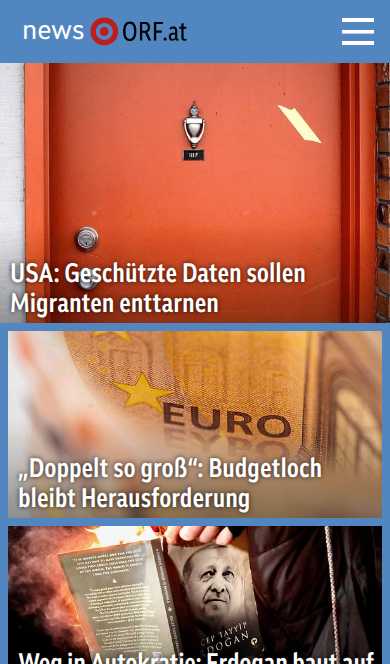 news ORF.at
USA: Geschützte Daten sollen
Migranten enttarnen
EURO
„Doppelt so groß“: Budgetloch
bleibt Herausforderung
Weg in Autokratie: Erdogan baut auf